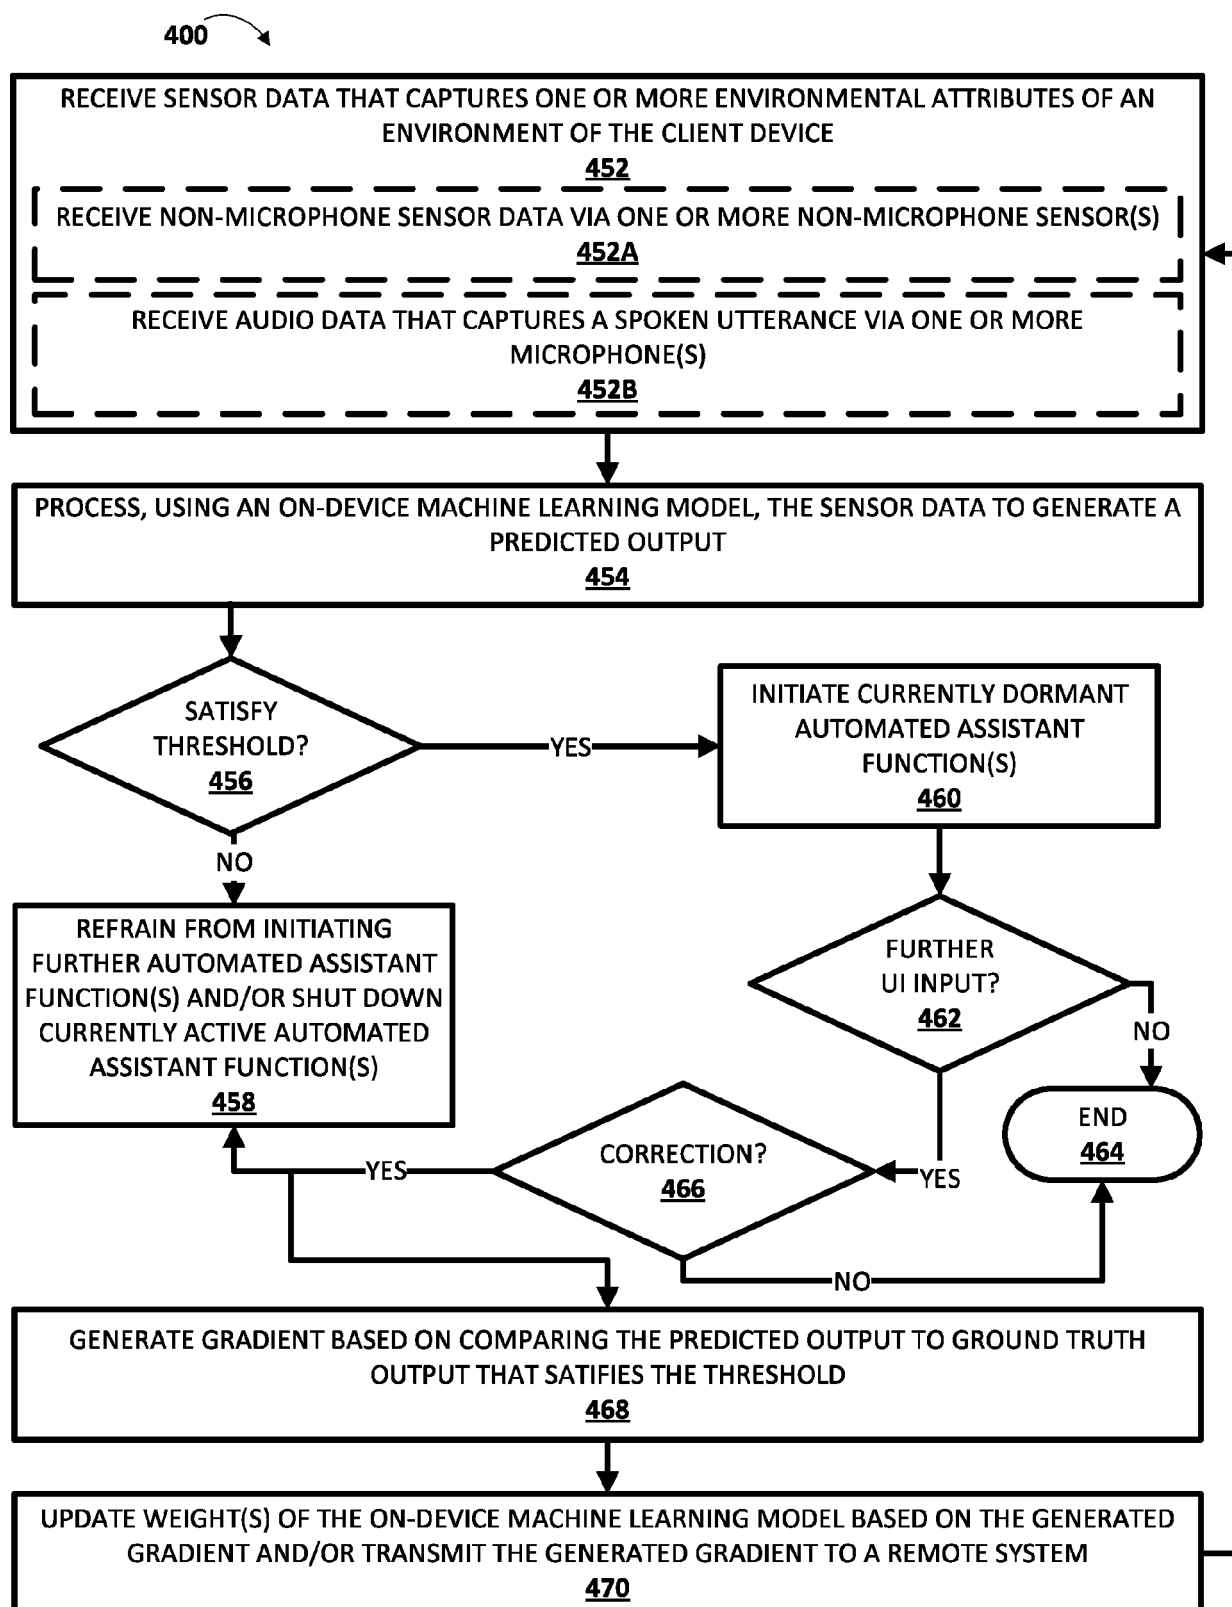 400
RECEIVE SENSOR DATA THAT CAPTURES ONE OR MORE ENVIRONMENTAL ATTRIBUTES OF AN
ENVIRONMENT OF THE CLIENT DEVICE
452
RECEIVE NON-MICROPHONE SENSOR DATA VIA ONE OR MORE NON-MICROPHONE SENSOR(S)
452A
RECEIVE AUDIO DATA THAT CAPTURES A SPOKEN UTTERANCE VIA ONE OR MORE
MICROPHONE(S)
452B
PROCESS, USING AN ON-DEVICE MACHINE LEARNING MODEL, THE SENSOR DATA TO GENERATE A
PREDICTED OUTPUT
454
SATISFY
THRESHOLD?
456
YES
INITIATE CURRENTLY DORMANT
AUTOMATED ASSISTANT
FUNCTION(S)
460
NO
REFRAIN FROM INITIATING
FURTHER AUTOMATED ASSISTANT
FUNCTION(S) AND/OR SHUT DOWN
CURRENTLY ACTIVE AUTOMATED
ASSISTANT FUNCTION(S)
458
FURTHER
UI INPUT?
462
NO
END
464
YES
CORRECTION?
466
YES
NO
GENERATE GRADIENT BASED ON COMPARING THE PREDICTED OUTPUT TO GROUND TRUTH
OUTPUT THAT SATIFIES THE THRESHOLD
468
UPDATE WEIGHT(S) OF THE ON-DEVICE MACHINE LEARNING MODEL BASED ON THE GENERATED
GRADIENT AND/OR TRANSMIT THE GENERATED GRADIENT TO A REMOTE SYSTEM
470